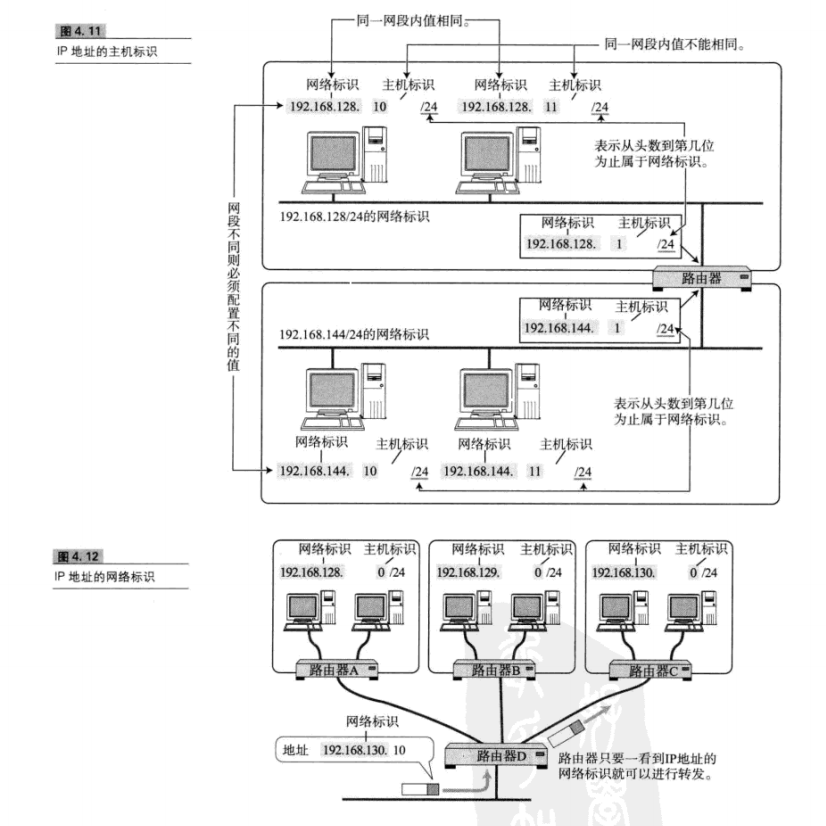 图4.11
IP 地址的主机标识
同一网段内值相同。
同一网段内值不能相同。
网络标识 主机标识 网络标识 主机标识
192.168.128. 10 /24 192.168.128. 11 /24
表示从头数到第几位
为止属于网络标识。
网段不同则必须配置不同的值
192.168.128/24的网络标识
网络标识 主机标识
192.168.128. 1 /24
路由器
网络标识 主机标识
192.168.144. 1 /24
192.168.144/24的网络标识
表示从头数到第几位
为止属于网络标识。
网络标识 主机标识 网络标识 主机标识
192.168.144. 10 /24 192.168.144. 11 /24
图4.12
IP 地址的网络标识
网络标识 主机标识 网络标识 主机标识 网络标识 主机标识
192.168.128. 0 /24 192.168.129. 0 /24 192.168.130. 0 /24
路由器A 路由器B 路由器C
网络标识
地址 192.168.130. 10
路由器D
路由器只要一看到IP地址的
网络标识就可以进行转发。